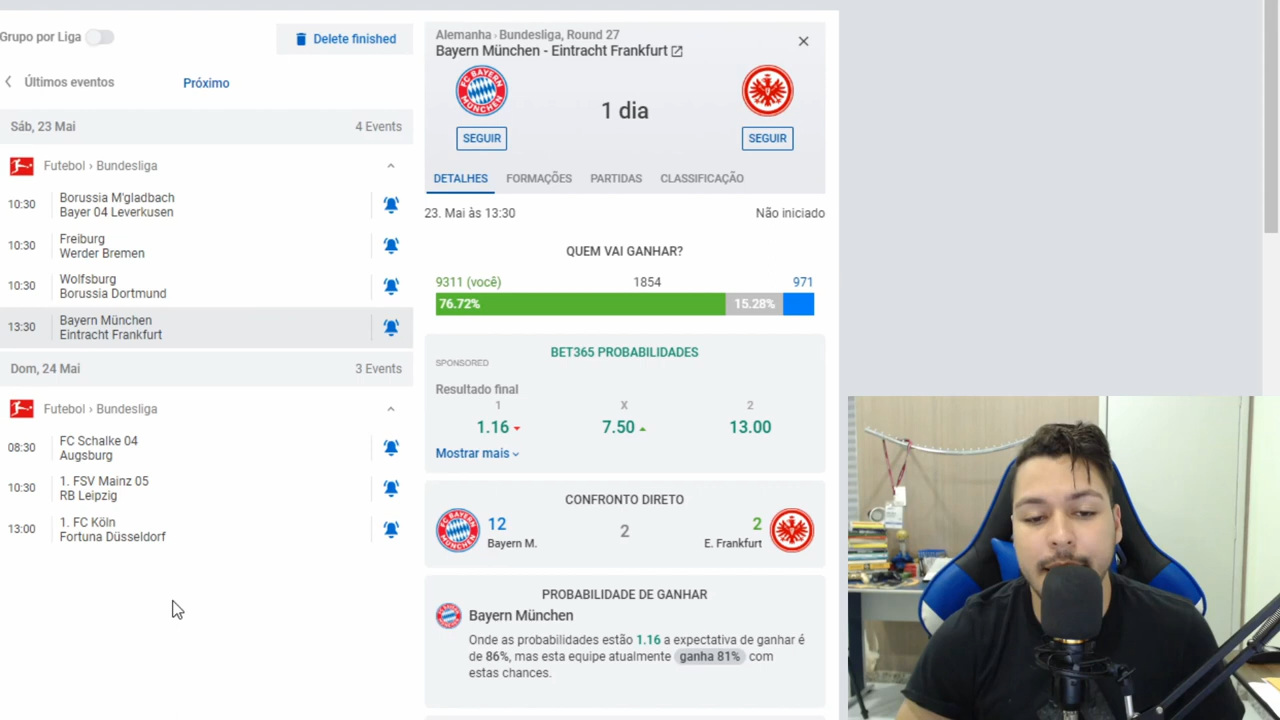 Grupo por Liga
Delete finished
Últimos eventos
Próximo
Sáb, 23 Mai
4 Events
Futebol › Bundesliga
10:30
Borussia M'gladbach
Bayer 04 Leverkusen
10:30
Freiburg
Werder Bremen
10:30
Wolfsburg
Borussia Dortmund
13:30
Bayern München
Eintracht Frankfurt
Dom, 24 Mai
3 Events
Futebol › Bundesliga
08:30
FC Schalke 04
Augsburg
10:30
1. FSV Mainz 05
RB Leipzig
13:00
1. FC Köln
Fortuna Düsseldorf
Alemanha › Bundesliga, Round 27
Bayern München - Eintracht Frankfurt
FC BAYERN
MÜNCHEN
1 dia
SEGUIR
SEGUIR
DETALHES
FORMAÇÕES
PARTIDAS
CLASSIFICAÇÃO
23. Mai às 13:30
Não iniciado
QUEM VAI GANHAR?
9311 (você)
1854
971
76.72%
15.28%
BET365 PROBABILIDADES
SPONSORED
Resultado final
1
X
2
1.16
7.50
13.00
Mostrar mais
CONFRONTO DIRETO
FC BAYERN
MÜNCHEN
12
Bayern M.
2
2
E. Frankfurt
PROBABILIDADE DE GANHAR
Bayern München
Onde as probabilidades estão 1.16 a expectativa de ganhar é
de 86%, mas esta equipe atualmente ganha 81% com
estas chances.